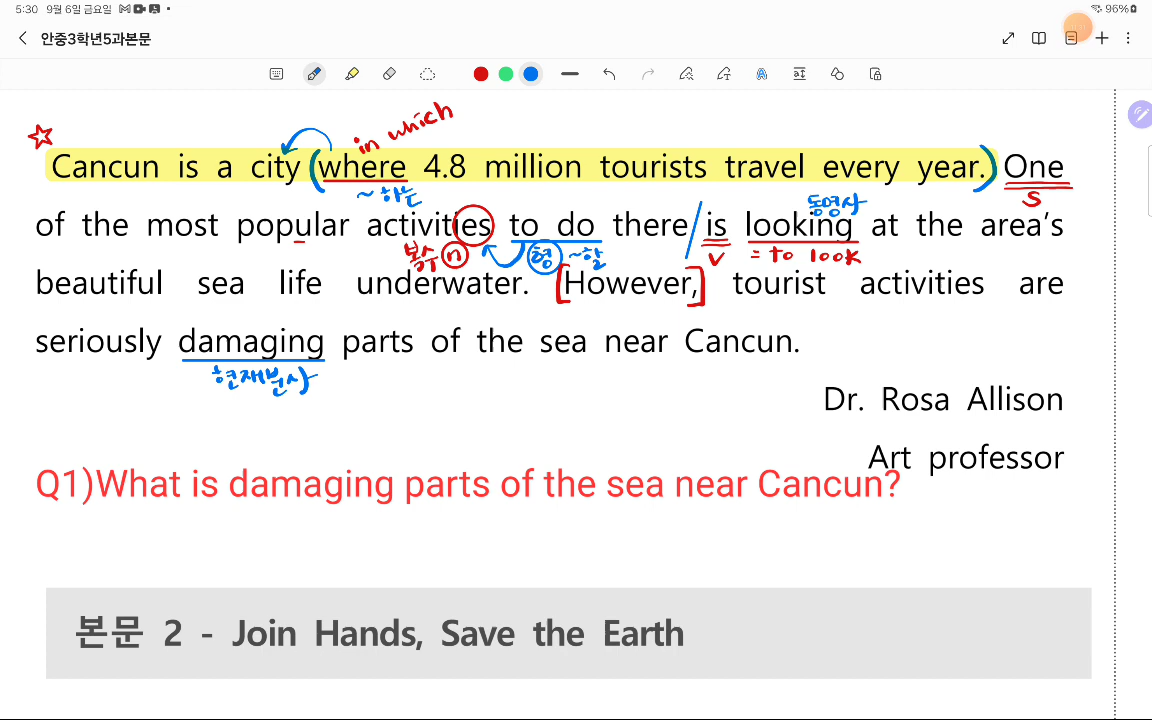 5:30 9월 6일 금요일 96%
안중3학년5과본문
in which
Cancun is a city (where 4.8 million tourists travel every year.) One
~하는 동명사 S
of the most popular activities to do there / is looking at the area's
복수 n 형 ~할 V = to look
beautiful sea life underwater. [However,] tourist activities are
seriously damaging parts of the sea near Cancun.
현재분사
Dr. Rosa Allison
Art professor
Q1)What is damaging parts of the sea near Cancun?
본문 2 - Join Hands, Save the Earth